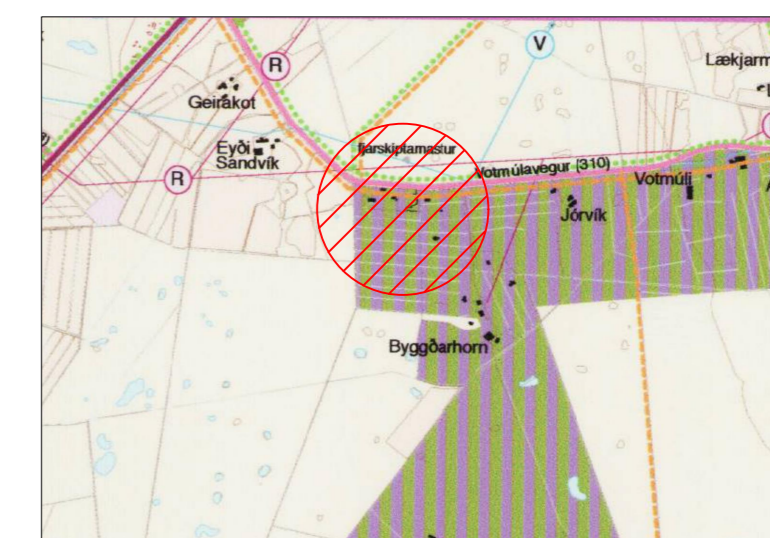 V
Lækjarm
R
Geirakot
Eyði
Sandvík
fjarskiptamastur
Votmúlavegur (310)
R
Votmúli
Jórvík
Byggðarhorn